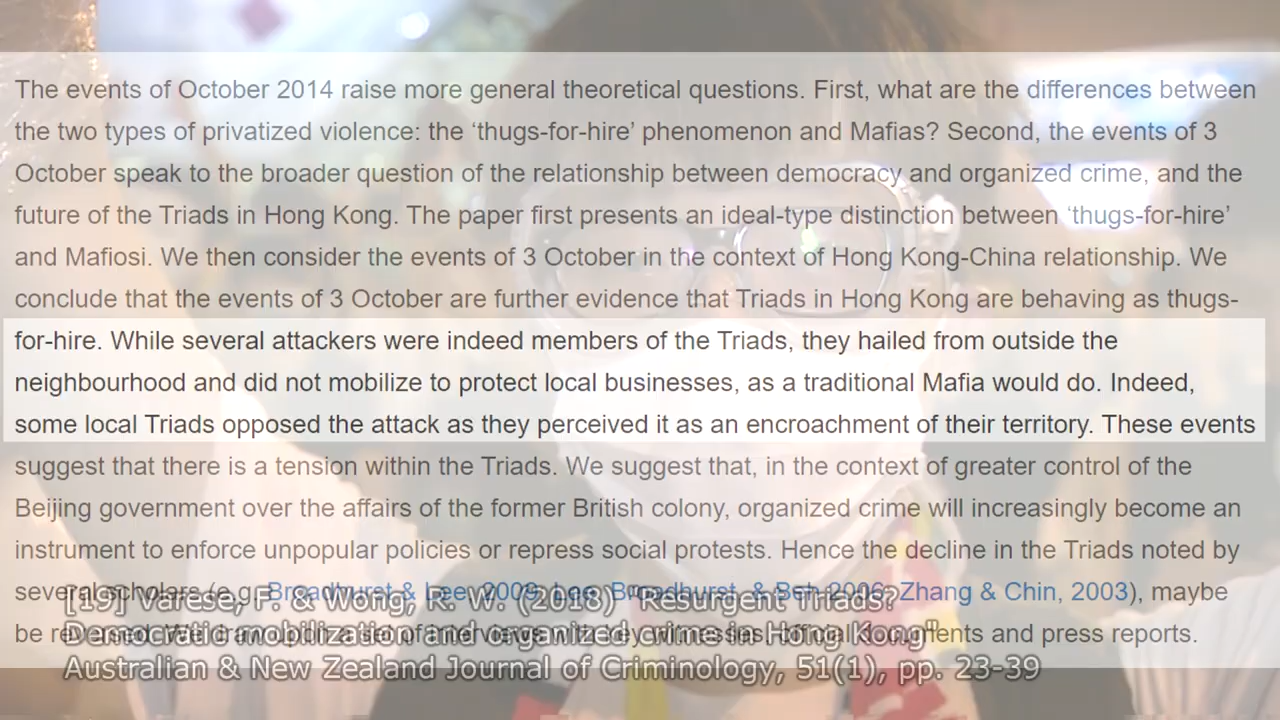 The events of October 2014 raise more general theoretical questions. First, what are the differences between
the two types of privatized violence: the ‘thugs-for-hire’ phenomenon and Mafias? Second, the events of 3
October speak to the broader question of the relationship between democracy and organized crime, and the
future of the Triads in Hong Kong. The paper first presents an ideal-type distinction between ‘thugs-for-hire’
and Mafiosi. We then consider the events of 3 October in the context of Hong Kong-China relationship. We
conclude that the events of 3 October are further evidence that Triads in Hong Kong are behaving as thugs-
for-hire. While several attackers were indeed members of the Triads, they hailed from outside the
neighbourhood and did not mobilize to protect local businesses, as a traditional Mafia would do. Indeed,
some local Triads opposed the attack as they perceived it as an encroachment of their territory. These events
suggest that there is a tension within the Triads. We suggest that, in the context of greater control of the
Beijing government over the affairs of the former British colony, organized crime will increasingly become an
instrument to enforce unpopular policies or repress social protests. Hence the decline in the Triads noted by
several scholars (e.g. Broadhurst & Lee, 2009; Lee, Broadhurst, & Beh 2006; Zhang & Chin, 2003), maybe
be documents and press reports.
[19] Varese, F. & Wong, R. W. (2018) "Resurgent Triads?
Democratic mobilization and organized crime in Hong Kong"
Australian & New Zealand Journal of Criminology, 51(1), pp. 23-39